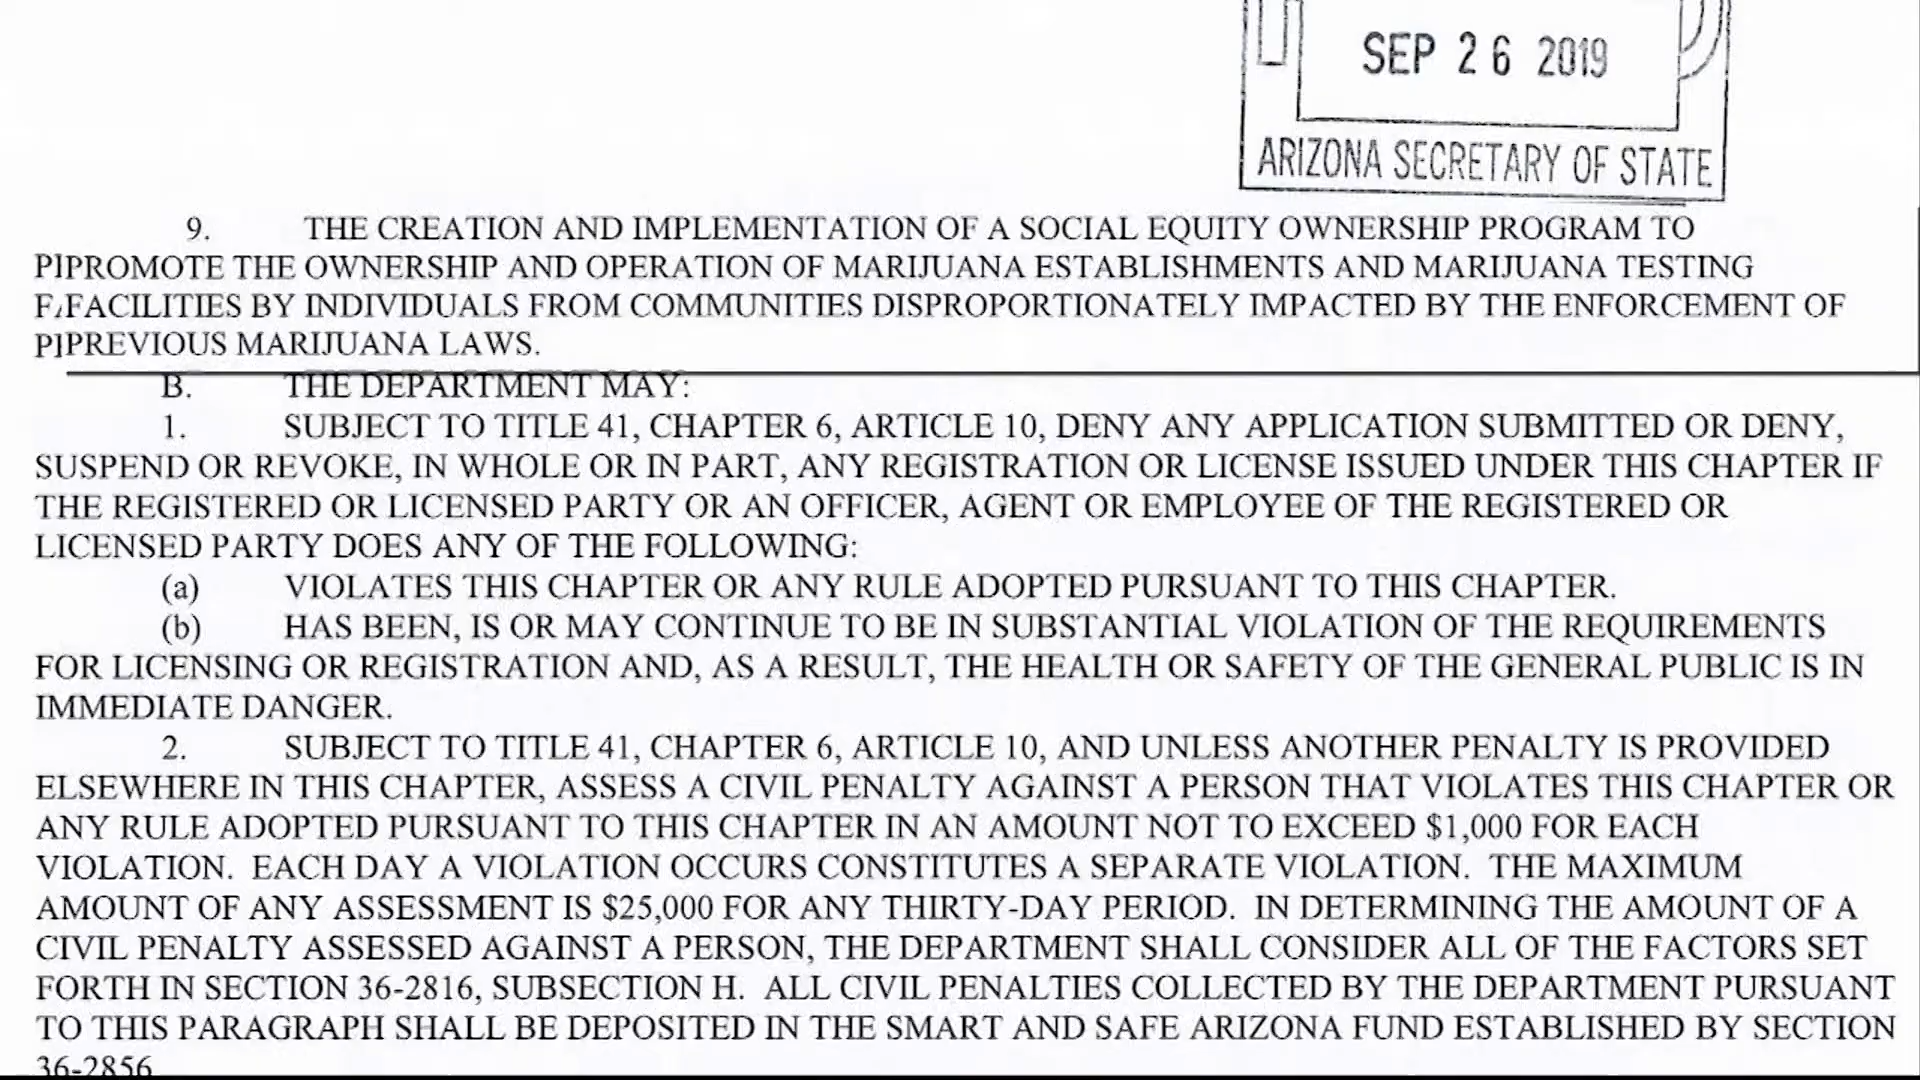 SEP 26 2019
ARIZONA SECRETARY OF STATE
9. THE CREATION AND IMPLEMENTATION OF A SOCIAL EQUITY OWNERSHIP PROGRAM TO
PROMOTE THE OWNERSHIP AND OPERATION OF MARIJUANA ESTABLISHMENTS AND MARIJUANA TESTING
FACILITIES BY INDIVIDUALS FROM COMMUNITIES DISPROPORTIONATELY IMPACTED BY THE ENFORCEMENT OF
PREVIOUS MARIJUANA LAWS.
B. THE DEPARTMENT MAY:
1. SUBJECT TO TITLE 41, CHAPTER 6, ARTICLE 10, DENY ANY APPLICATION SUBMITTED OR DENY,
SUSPEND OR REVOKE, IN WHOLE OR IN PART, ANY REGISTRATION OR LICENSE ISSUED UNDER THIS CHAPTER IF
THE REGISTERED OR LICENSED PARTY OR AN OFFICER, AGENT OR EMPLOYEE OF THE REGISTERED OR
LICENSED PARTY DOES ANY OF THE FOLLOWING:
(a) VIOLATES THIS CHAPTER OR ANY RULE ADOPTED PURSUANT TO THIS CHAPTER.
(b) HAS BEEN, IS OR MAY CONTINUE TO BE IN SUBSTANTIAL VIOLATION OF THE REQUIREMENTS
FOR LICENSING OR REGISTRATION AND, AS A RESULT, THE HEALTH OR SAFETY OF THE GENERAL PUBLIC IS IN
IMMEDIATE DANGER.
2. SUBJECT TO TITLE 41, CHAPTER 6, ARTICLE 10, AND UNLESS ANOTHER PENALTY IS PROVIDED
ELSEWHERE IN THIS CHAPTER, ASSESS A CIVIL PENALTY AGAINST A PERSON THAT VIOLATES THIS CHAPTER OR
ANY RULE ADOPTED PURSUANT TO THIS CHAPTER IN AN AMOUNT NOT TO EXCEED $1,000 FOR EACH
VIOLATION. EACH DAY A VIOLATION OCCURS CONSTITUTES A SEPARATE VIOLATION. THE MAXIMUM
AMOUNT OF ANY ASSESSMENT IS $25,000 FOR ANY THIRTY-DAY PERIOD. IN DETERMINING THE AMOUNT OF A
CIVIL PENALTY ASSESSED AGAINST A PERSON, THE DEPARTMENT SHALL CONSIDER ALL OF THE FACTORS SET
FORTH IN SECTION 36-2816, SUBSECTION H. ALL CIVIL PENALTIES COLLECTED BY THE DEPARTMENT PURSUANT
TO THIS PARAGRAPH SHALL BE DEPOSITED IN THE SMART AND SAFE ARIZONA FUND ESTABLISHED BY SECTION
36-2856